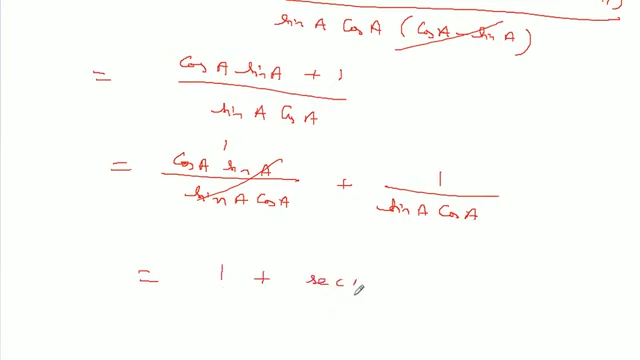 sin A cos A (cos A - sin A)
= cos A sin A + 1
sin A cos A
= cos A sin A 1 + 1
sin A cos A sin A cos A
= 1 + sec